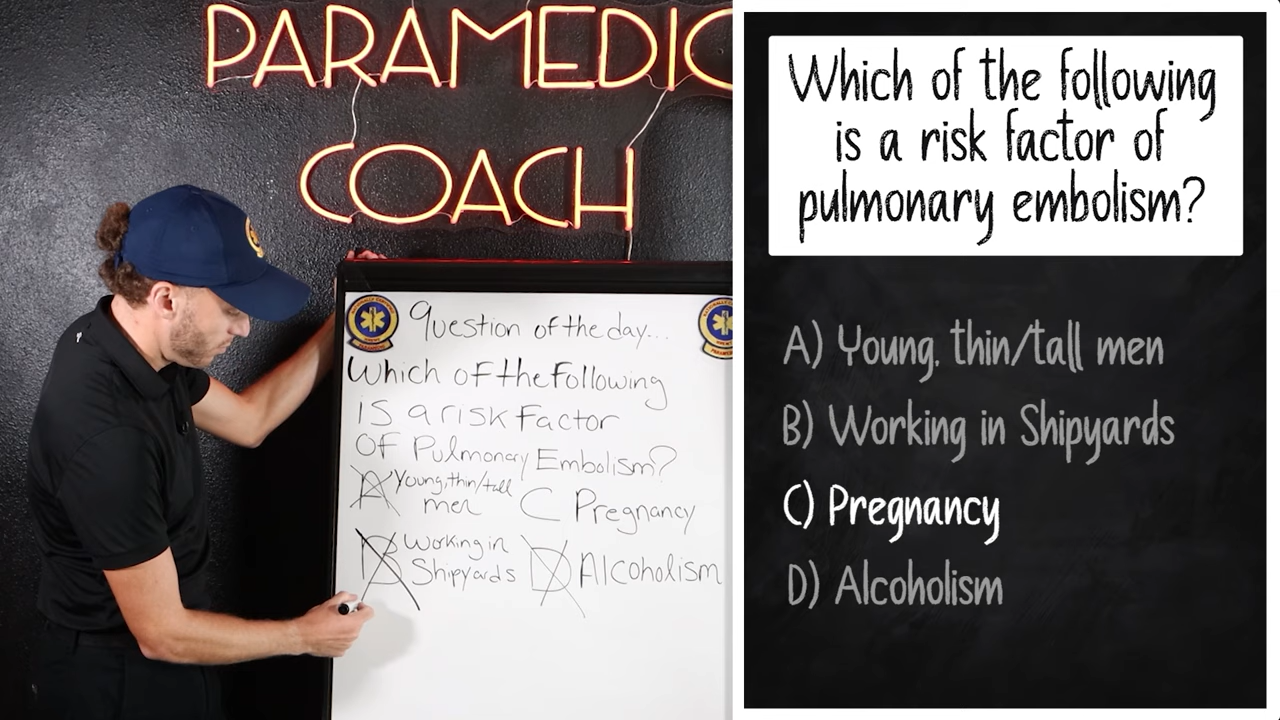 PARAMEDIC
COACH
Question of the day...
Which of the following
is a risk Factor
OF Pulmonary Embolism?
A Young, thin/tall
men
C Pregnancy
B Working in
Shipyards
D Alcoholism
Which of the following
is a risk factor of
pulmonary embolism?
A) Young, thin/tall men
B) Working in Shipyards
C) Pregnancy
D) Alcoholism